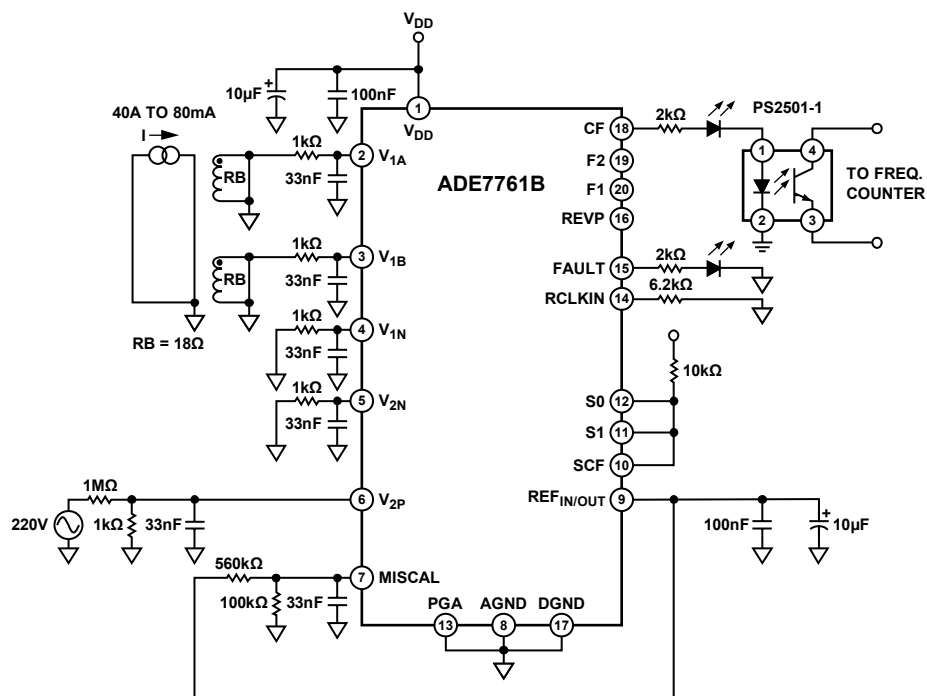 VDD
10µF
+
100nF
1
VDD
40A TO 80mA
I
RB
1kΩ
33nF
2
V1A
RB
1kΩ
33nF
3
V1B
RB = 18Ω
1kΩ
33nF
4
V1N
1kΩ
33nF
5
V2N
220V
1MΩ
1kΩ
33nF
6
V2P
560kΩ
100kΩ
33nF
7
MISCAL
ADE7761B
PGA
AGND
DGND
13
8
17
CF
18
2kΩ
PS2501-1
1
4
2
3
TO FREQ.
COUNTER
F2
19
F1
20
REVP
16
FAULT
15
2kΩ
RCLKIN
14
6.2kΩ
10kΩ
S0
12
S1
11
SCF
10
REFIN/OUT
9
100nF
+
10µF